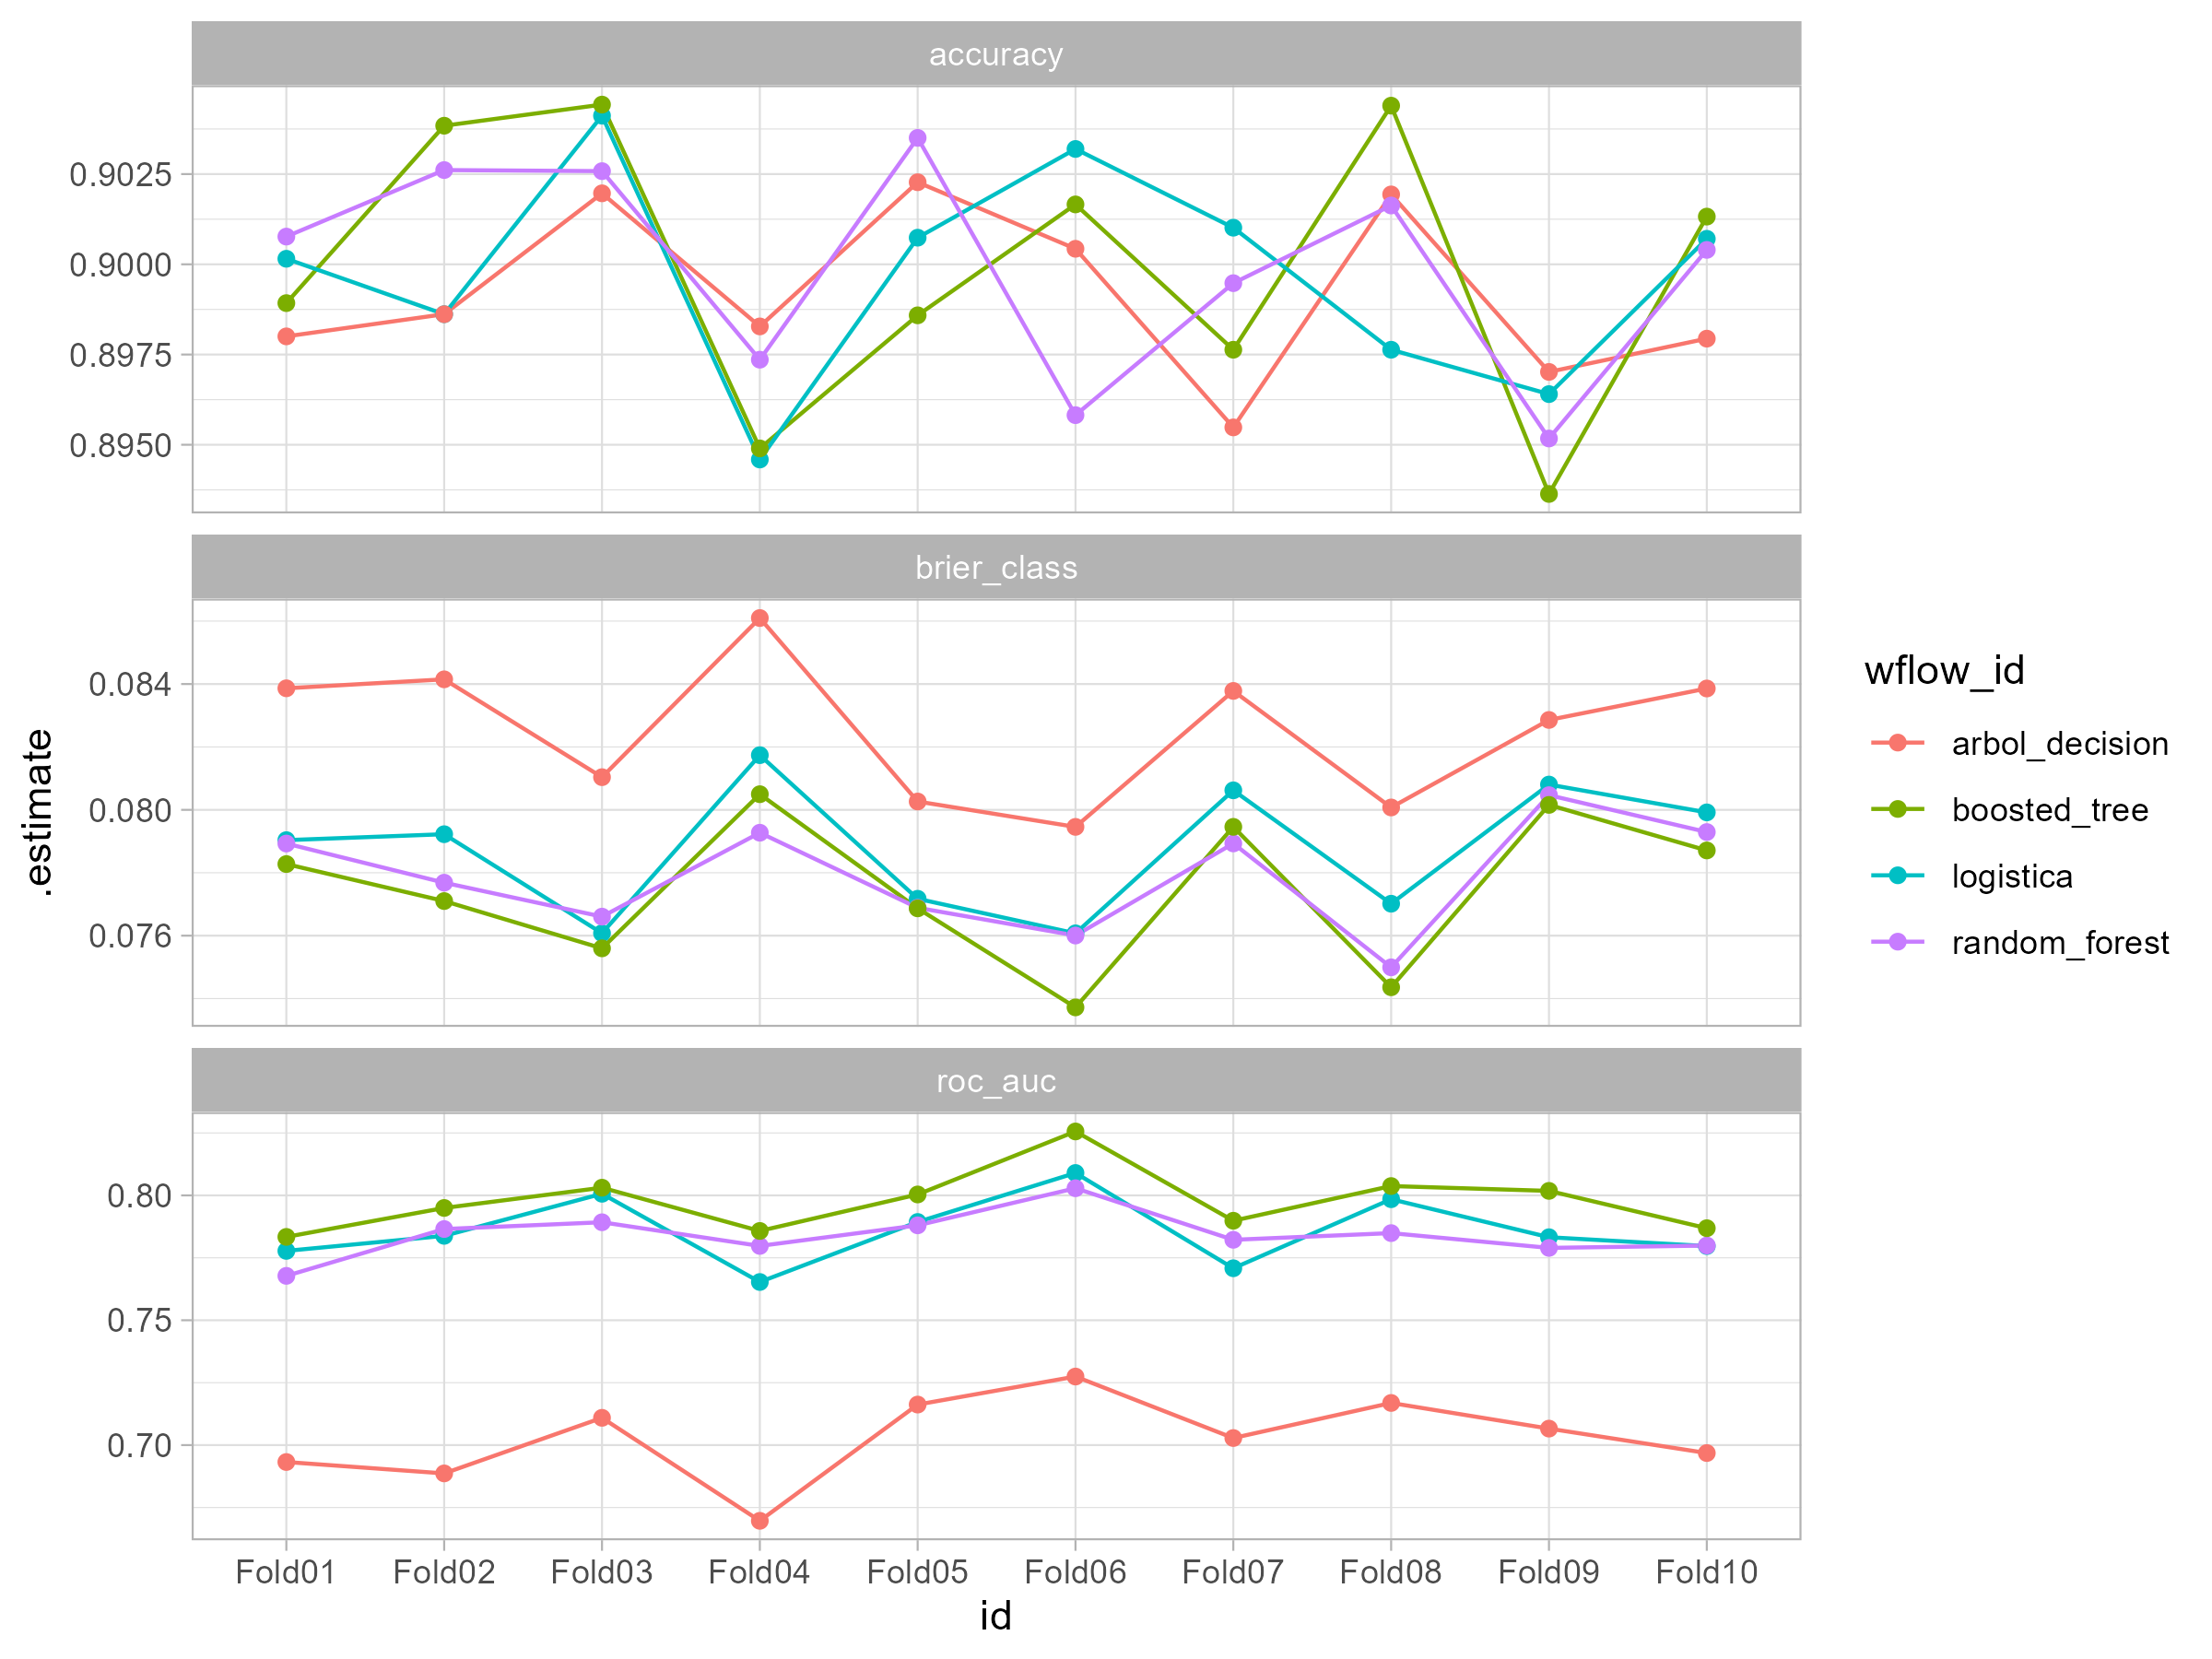 accuracy
0.9025
0.9000
0.8975
0.8950
brier_class
0.084
0.080
0.076
.estimate
roc_auc
0.80
0.75
0.70
Fold01 Fold02 Fold03 Fold04 Fold05 Fold06 Fold07 Fold08 Fold09 Fold10
id
wflow_id
arbol_decision
boosted_tree
logistica
random_forest